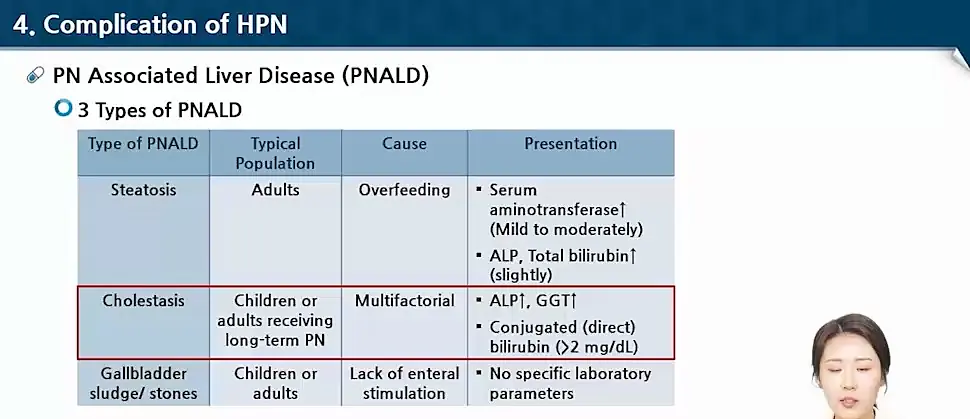 4. Complication of HPN
PN Associated Liver Disease (PNALD)
3 Types of PNALD
Type of PNALD
Typical
Population
Cause
Presentation
Steatosis
Adults
Overfeeding
▪ Serum
aminotransferase↑
(Mild to moderately)
▪ ALP, Total bilirubin↑
(slightly)
Cholestasis
Children or
adults receiving
long-term PN
Multifactorial
▪ ALP↑, GGT↑
▪ Conjugated (direct)
bilirubin (>2 mg/dL)
Gallbladder
sludge/ stones
Children or
adults
Lack of enteral
stimulation
▪ No specific laboratory
parameters